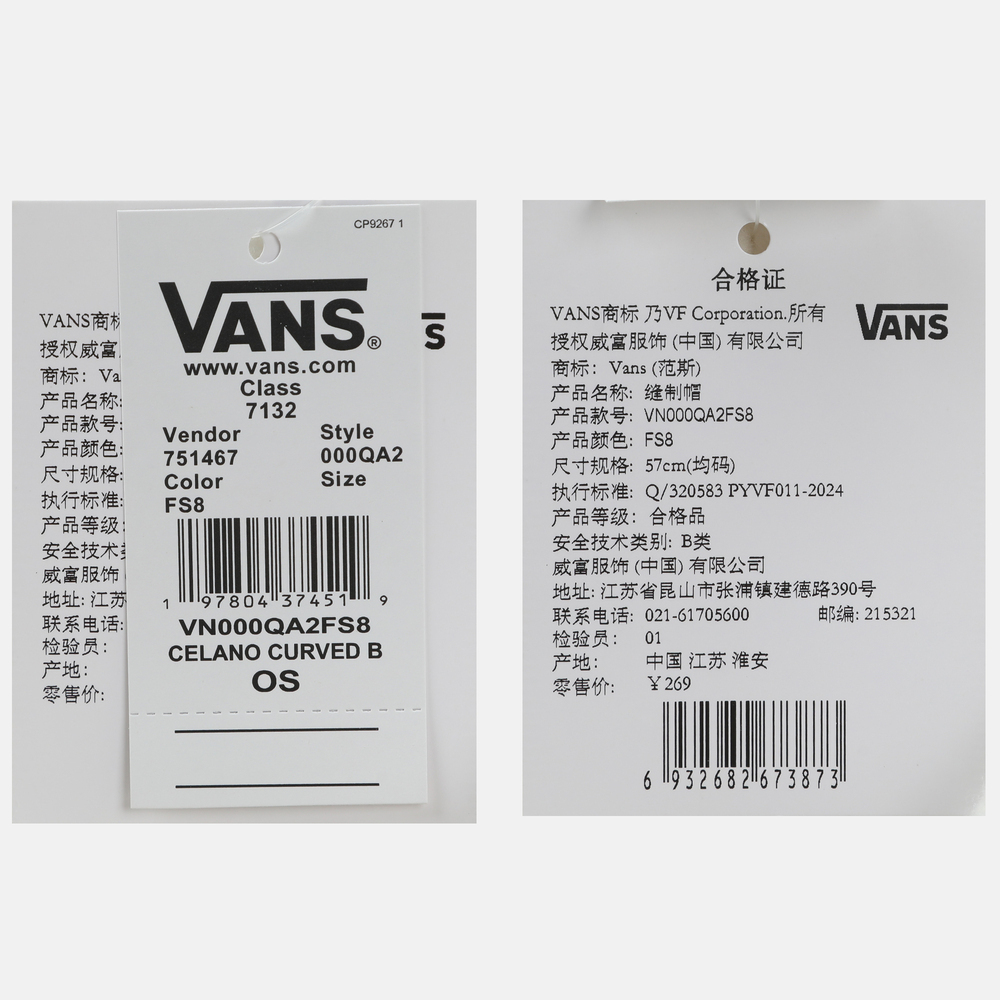 CP9267 1
VANS®
www.vans.com
Class
7132
Vendor Style
751467 000QA2
Color Size
FS8
1 97804 37451 9
VN000QA2FS8
CELANO CURVED B
OS
VANS商标
授权威富
商标: Va
产品名称:
产品款号:
产品颜色:
尺寸规格:
执行标准:
产品等级:
安全技术类
威富服饰 (
地址: 江苏
联系电话:
检验员:
产地:
零售价:
S
合格证
VANS商标 乃VF Corporation.所有
授权威富服饰 (中国) 有限公司
VANS
商标: Vans (范斯)
产品名称: 缝制帽
产品款号: VN000QA2FS8
产品颜色: FS8
尺寸规格: 57cm(均码)
执行标准: Q/320583 PYVF011-2024
产品等级: 合格品
安全技术类别: B类
威富服饰 (中国) 有限公司
地址: 江苏省昆山市张浦镇建德路390号
联系电话: 021-61705600 邮编: 215321
检验员: 01
产地: 中国 江苏 淮安
零售价: ¥269
6 932682 673873